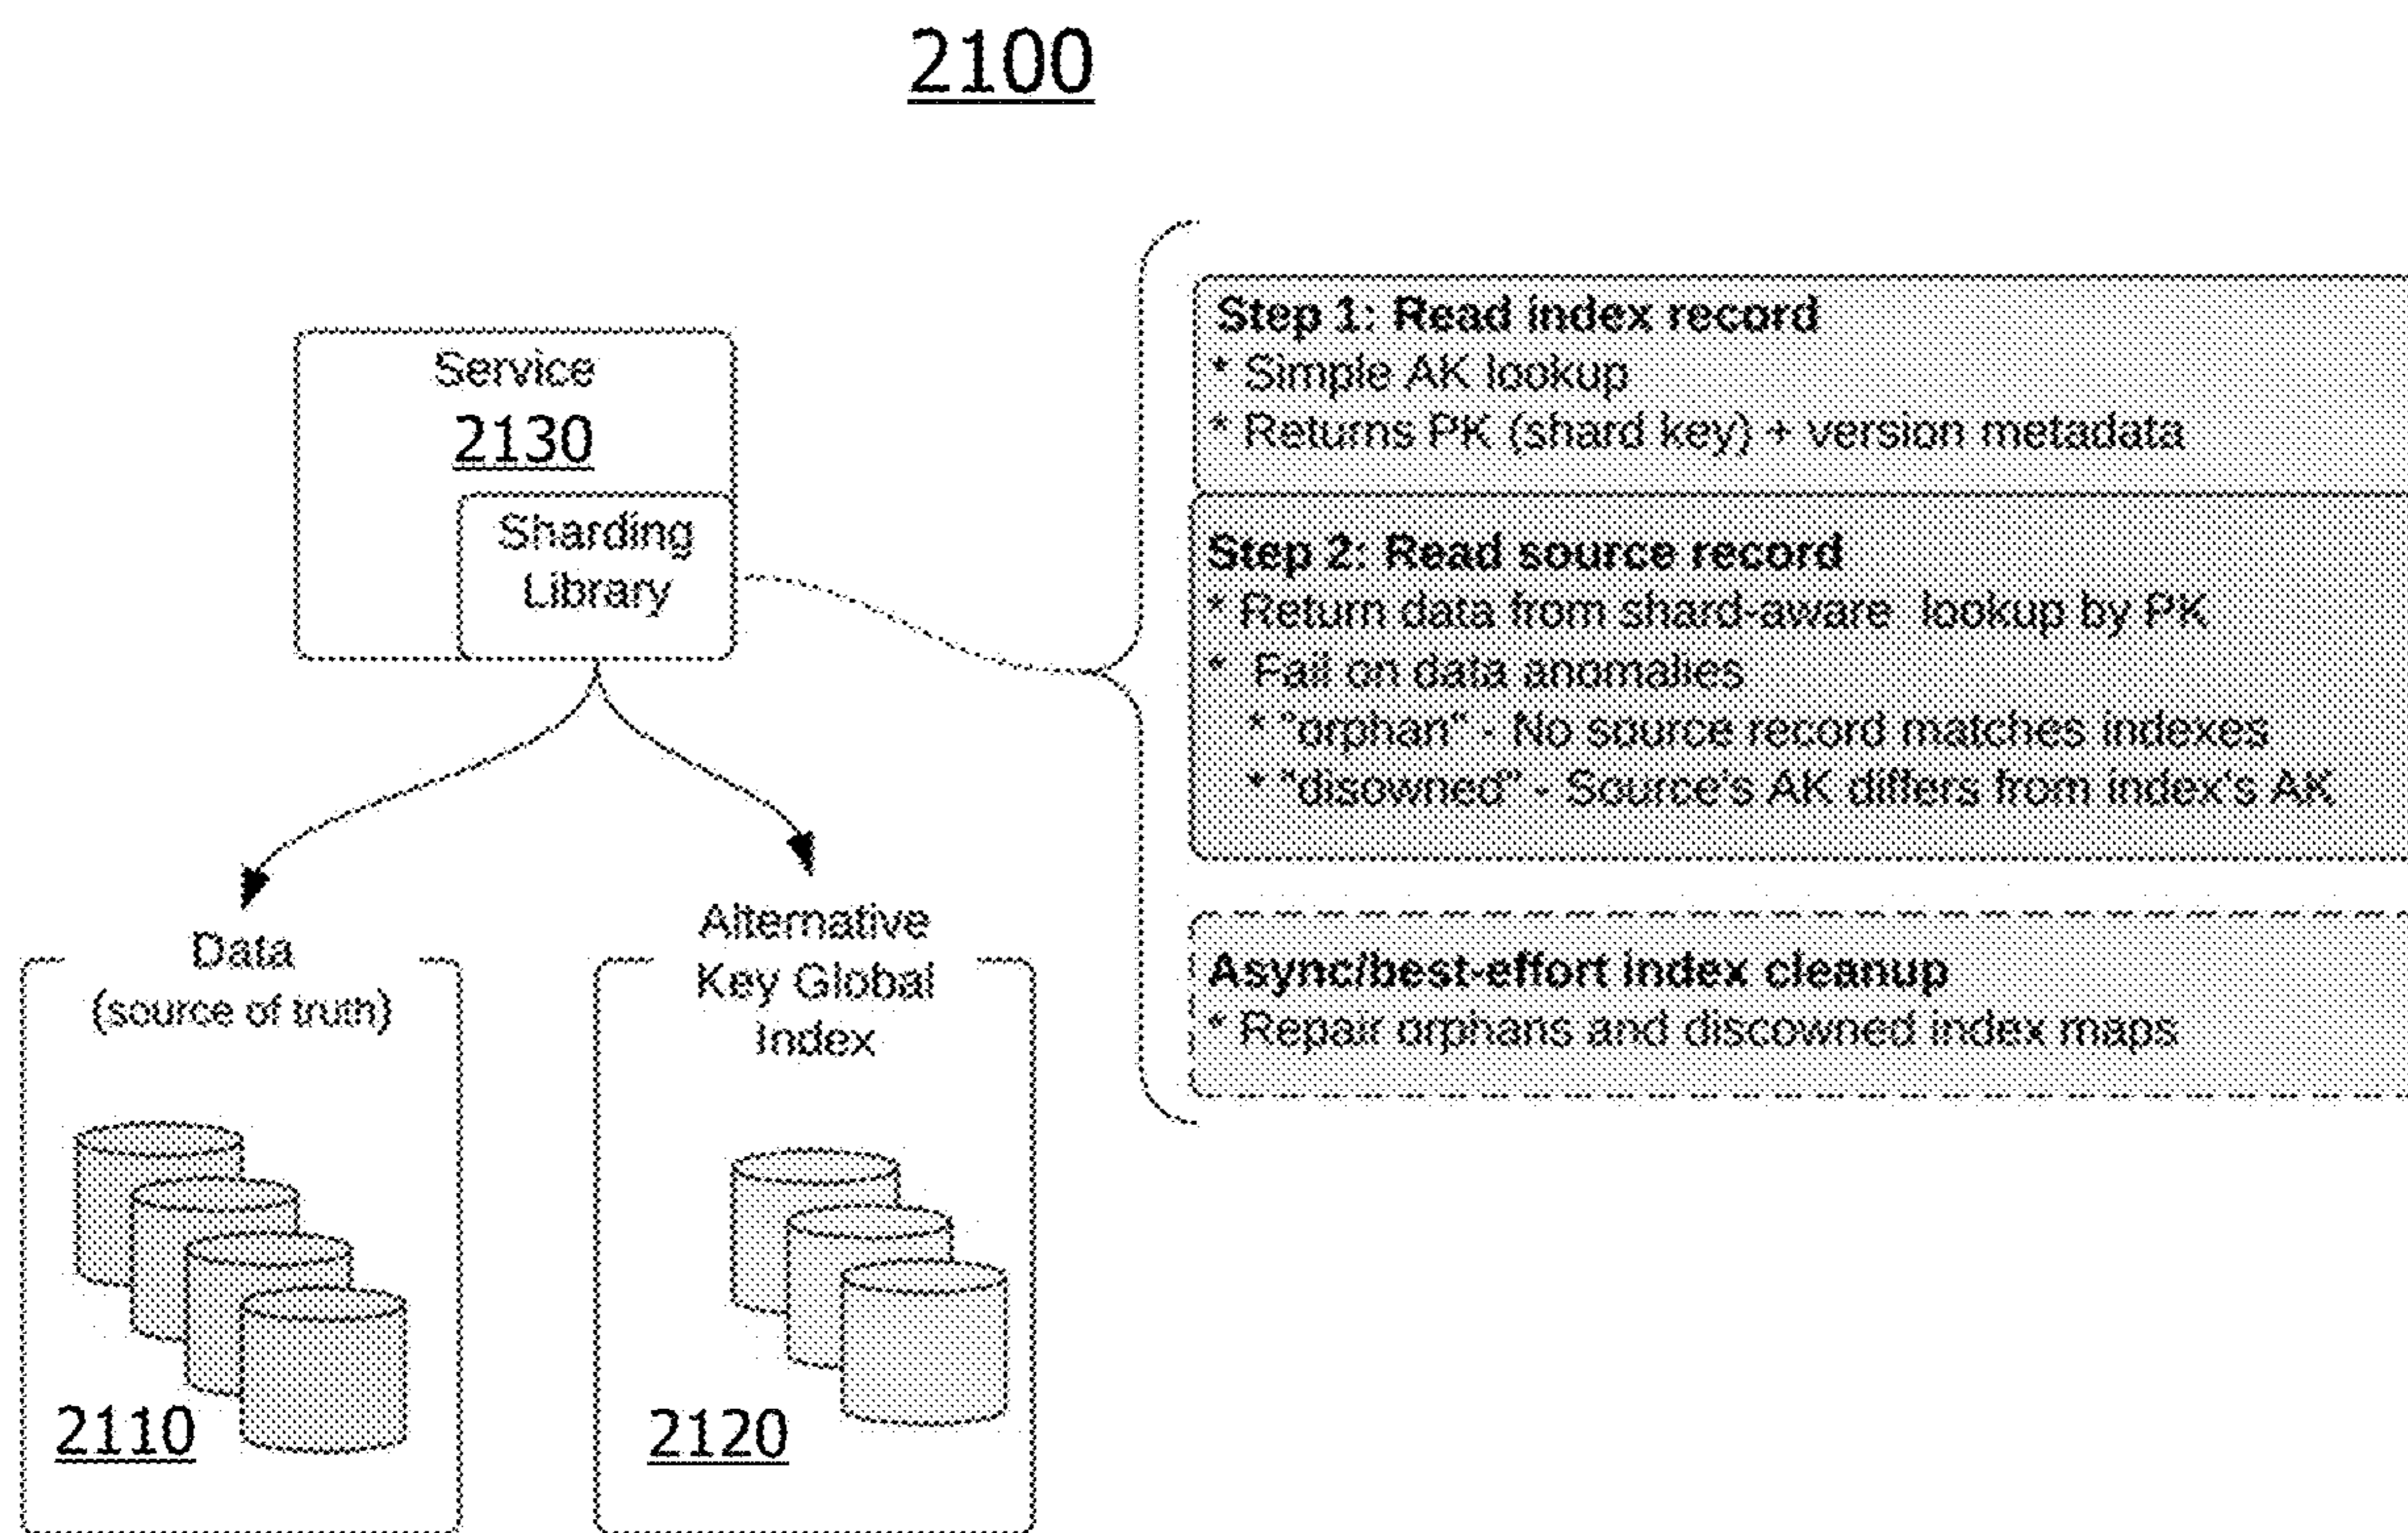 2100
Service
2130
Sharding
Library
Data
(source of truth)
2110
Alternative
Key Global
Index
2120
Step 1: Read index record
* Simple AK lookup
* Returns PK (shard key) + version metadata
Step 2: Read source record
* Return data from shard-aware lookup by PK
* Fail on data anomalies
* "orphan" - No source record matches indexes
* "disowned" - Source's AK differs from index's AK
Async/best-effort index cleanup
* Repair orphans and discowned index maps